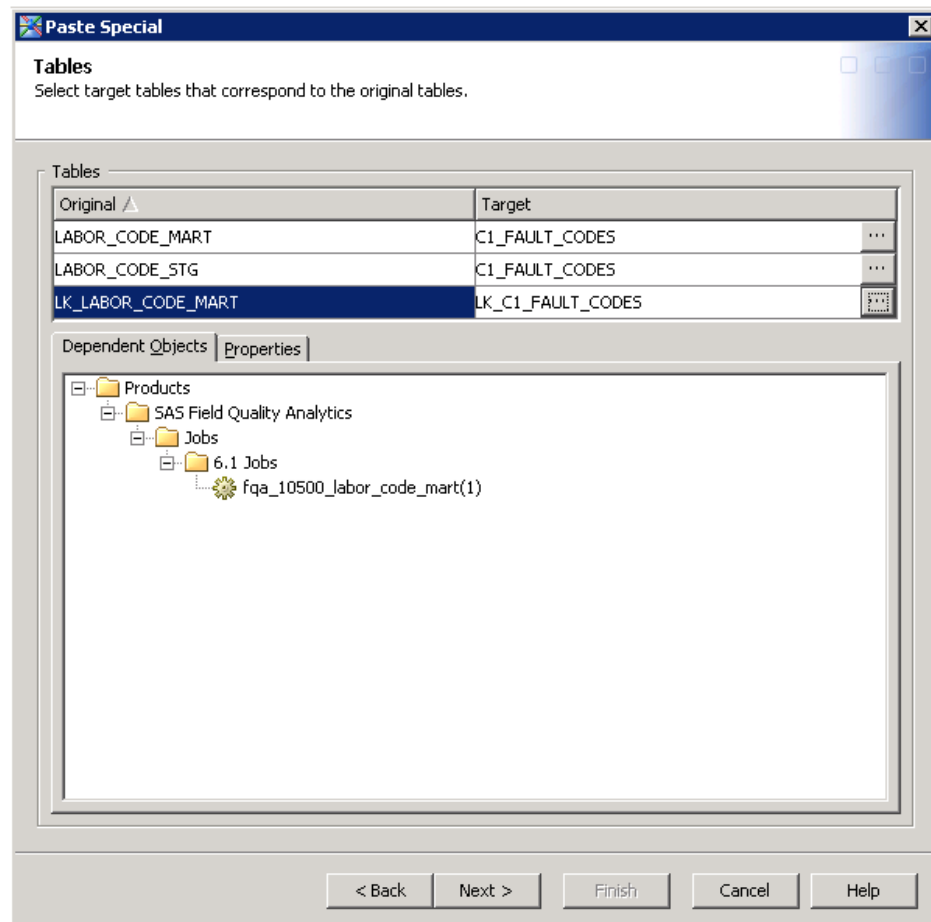 Paste Special
Tables
Select target tables that correspond to the original tables.
Tables
Original Target
LABOR_CODE_MART C1_FAULT_CODES ...
LABOR_CODE_STG C1_FAULT_CODES ...
LK_LABOR_CODE_MART LK_C1_FAULT_CODES ...
Dependent Objects Properties
Products
SAS Field Quality Analytics
Jobs
6.1 Jobs
fqa_10500_labor_code_mart(1)
< Back Next > Finish Cancel Help